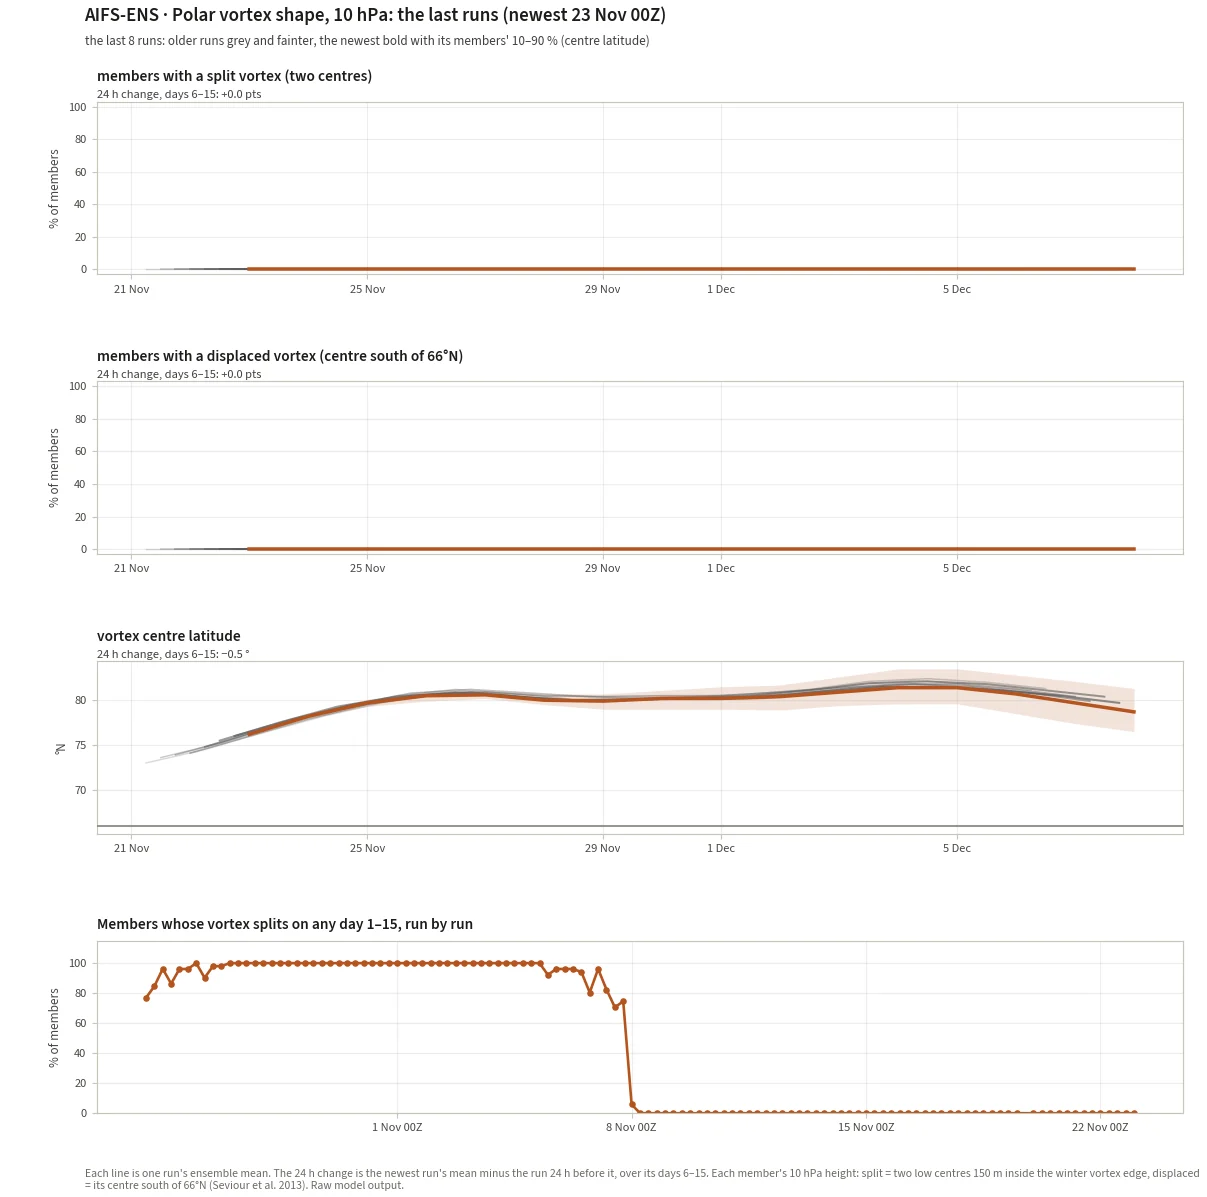 AIFS-ENS · Polar vortex shape, 10 hPa: the last runs (newest 23 Nov 00Z)
the last 8 runs: older runs grey and fainter, the newest bold with its members' 10–90 % (centre latitude)
members with a split vortex (two centres)
24 h change, days 6–15: +0.0 pts
100
80
60
40
20
0
% of members
21 Nov
25 Nov
29 Nov
1 Dec
5 Dec
members with a displaced vortex (centre south of 66°N)
24 h change, days 6–15: +0.0 pts
100
80
60
40
20
0
% of members
21 Nov
25 Nov
29 Nov
1 Dec
5 Dec
vortex centre latitude
24 h change, days 6–15: −0.5 °
80
75
70
°N
21 Nov
25 Nov
29 Nov
1 Dec
5 Dec
Members whose vortex splits on any day 1–15, run by run
100
80
60
40
20
0
% of members
1 Nov 00Z
8 Nov 00Z
15 Nov 00Z
22 Nov 00Z
Each line is one run's ensemble mean. The 24 h change is the newest run's mean minus the run 24 h before it, over its days 6–15. Each member's 10 hPa height: split = two low centres 150 m inside the winter vortex edge, displaced
= its centre south of 66°N (Seviour et al. 2013). Raw model output.